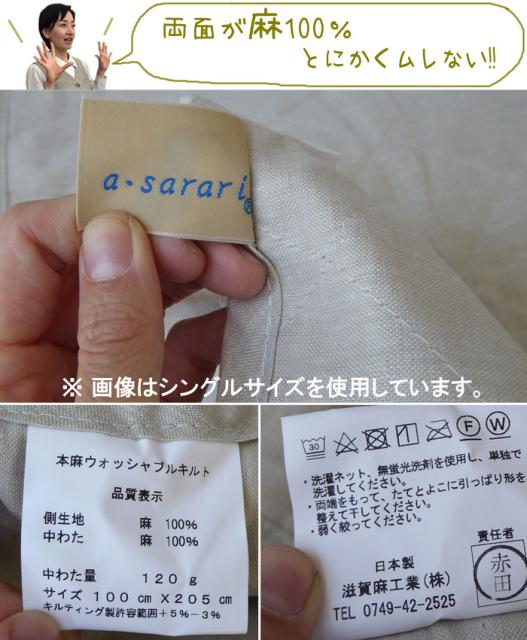 両面が麻100%
とにかくムレない!!
a・sarari®
※ 画像はシングルサイズを使用しています。
本麻ウォッシャブルキルト
品質表示
側生地 麻 100%
中わた 麻 100%
中わた量 120g
サイズ 100cm X 205cm
キルティング製許容範囲+5%-3%
30 F W
・洗濯ネット、無蛍光洗剤を使用し、単独で
洗濯してください。
・両端をもって、たてとよこに引っぱり形を
整えて干してください。
・弱く絞ってください。
責任者
赤田
日本製
滋賀麻工業(株)
TEL 0749-42-2525